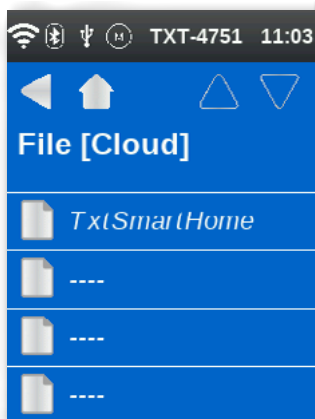 M TXT-4751 11:03
File [Cloud]
TxtSmartHome
----
----
----